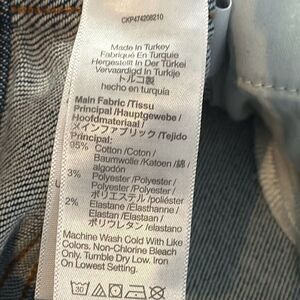 CKP474208210
Made In Turkey
Fabriqué En Turquie
Hergestellt In Der Türkei
Vervaardigd In Turkije
トルコ製
hecho en turquía
Main Fabric/Tissu
Principal/Hauptgewebe/
Hoofdmateriaal/
メインファブリック/Tejido
Principal:
95% Cotton/Coton/
Baumwolle/Katoen/綿/
algodón
3% Polyester/Polyester/
Polyester/Polyester/
ポリエステル/poliéster
2% Elastane/Élasthanne/
Elastan/Elastaan/
ポリウレタン/elastano
Machine Wash Cold With Like
Colors. Non-Chlorine Bleach
Only. Tumble Dry Low. Iron
On Lowest Setting.
30